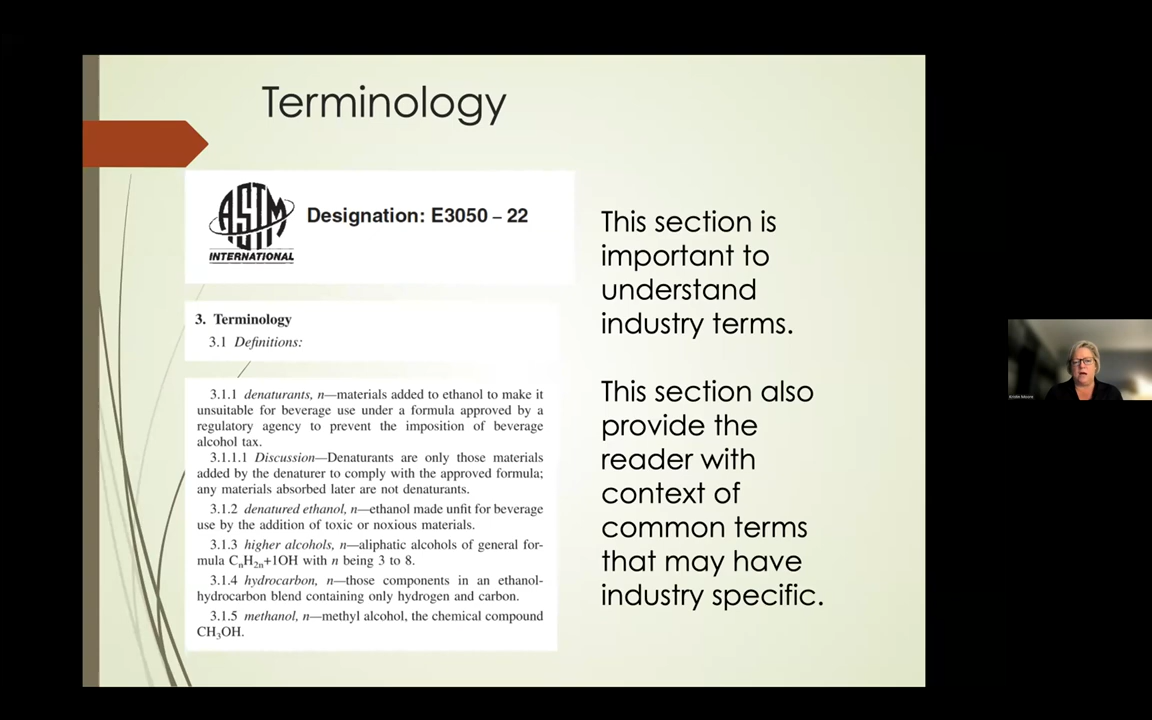 Terminology
ASTM
INTERNATIONAL
Designation: E3050 – 22
3. Terminology
3.1 Definitions:
3.1.1 denaturants, n—materials added to ethanol to make it
unsuitable for beverage use under a formula approved by a
regulatory agency to prevent the imposition of beverage
alcohol tax.
3.1.1.1 Discussion—Denaturants are only those materials
added by the denaturer to comply with the approved formula;
any materials absorbed later are not denaturants.
3.1.2 denatured ethanol, n—ethanol made unfit for beverage
use by the addition of toxic or noxious materials.
3.1.3 higher alcohols, n—aliphatic alcohols of general for-
mula CnH2n+1OH with n being 3 to 8.
3.1.4 hydrocarbon, n—those components in an ethanol-
hydrocarbon blend containing only hydrogen and carbon.
3.1.5 methanol, n—methyl alcohol, the chemical compound
CH3OH.
This section is
important to
understand
industry terms.
This section also
provide the
reader with
context of
common terms
that may have
industry specific.